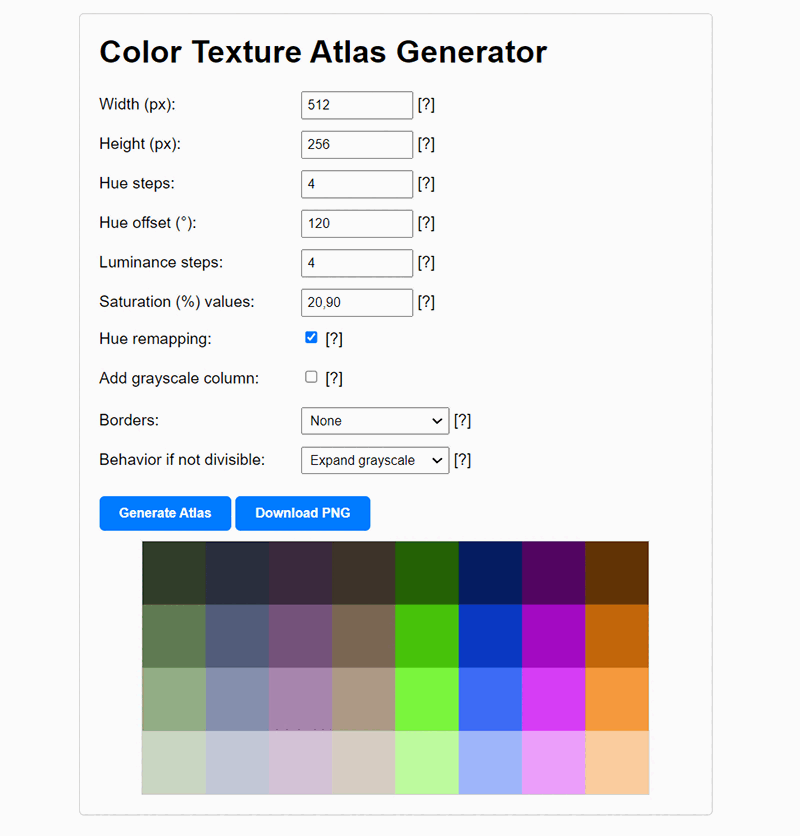 Color Texture Atlas Generator
Width (px): 512 [?]
Height (px): 256 [?]
Hue steps: 4 [?]
Hue offset (°): 120 [?]
Luminance steps: 4 [?]
Saturation (%) values: 20,90 [?]
Hue remapping: [?]
Add grayscale column: [?]
Borders: None [?]
Behavior if not divisible: Expand grayscale [?]
Generate Atlas Download PNG